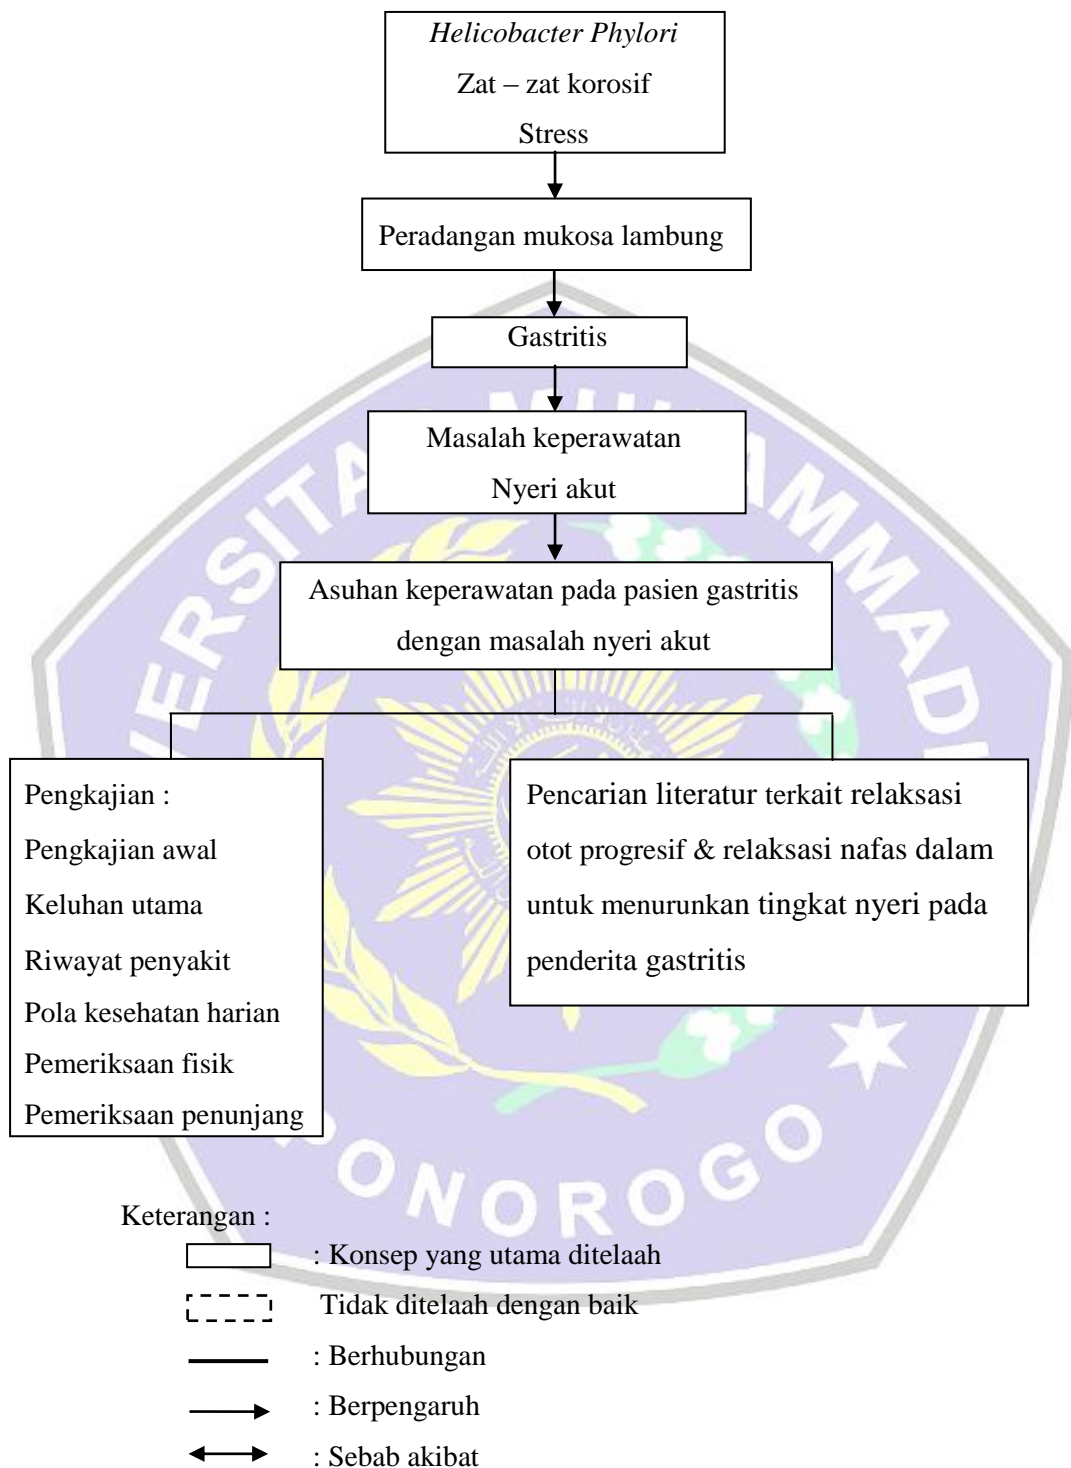 Helicobacter Phylori
Zat – zat korosif
Stress
Peradangan mukosa lambung
Gastritis
Masalah keperawatan
Nyeri akut
Asuhan keperawatan pada pasien gastritis
dengan masalah nyeri akut
Pengkajian :
Pengkajian awal
Keluhan utama
Riwayat penyakit
Pola kesehatan harian
Pemeriksaan fisik
Pemeriksaan penunjang
Pencarian literatur terkait relaksasi
otot progresif & relaksasi nafas dalam
untuk menurunkan tingkat nyeri pada
penderita gastritis
PONOROGO
Keterangan :
: Konsep yang utama ditelaah
Tidak ditelaah dengan baik
: Berhubungan
: Berpengaruh
: Sebab akibat